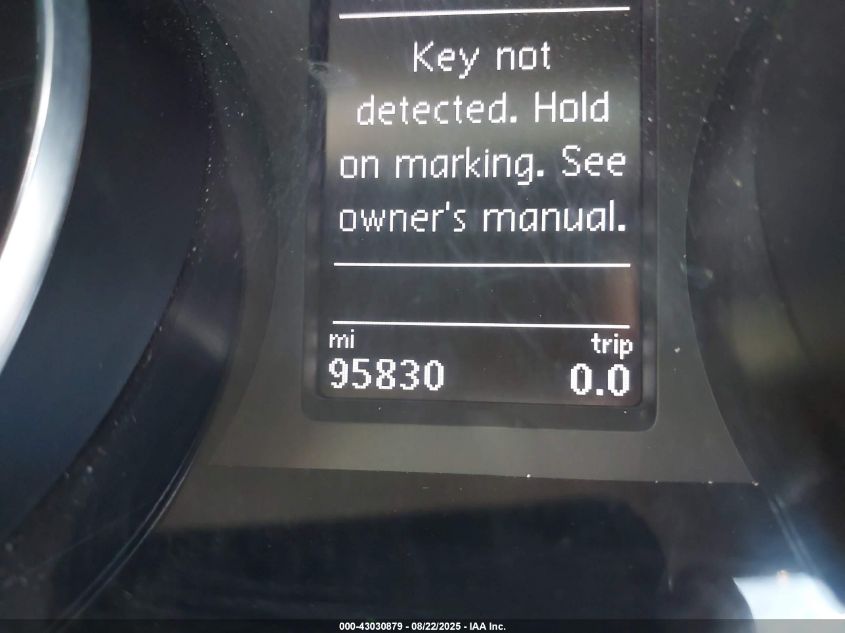 Key not
detected. Hold
on marking. See
owner's manual.
mi trip
95830 0.0
000-43030879 - 08/22/2025 - IAA Inc.